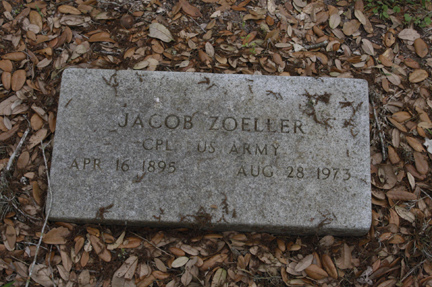 JACOB ZOELLER
CPL US ARMY
APR 16 1895 AUG 28 1973